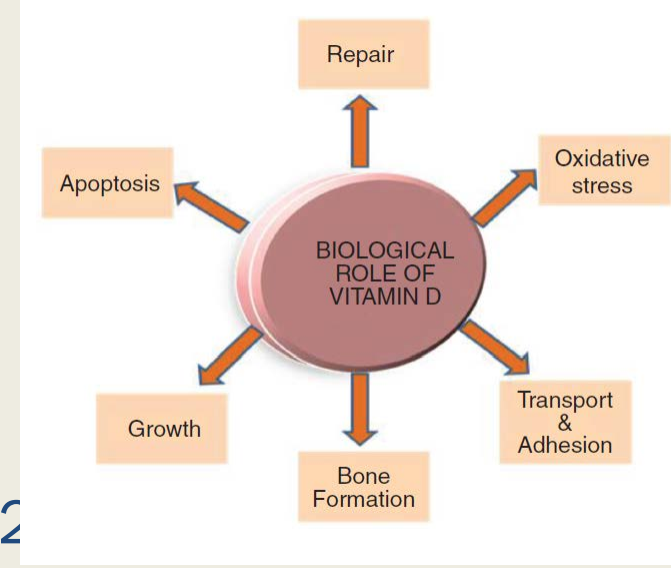 Repair
Oxidative
stress
Apoptosis
BIOLOGICAL
ROLE OF
VITAMIN D
Growth
Transport
&
Adhesion
Bone
Formation
2